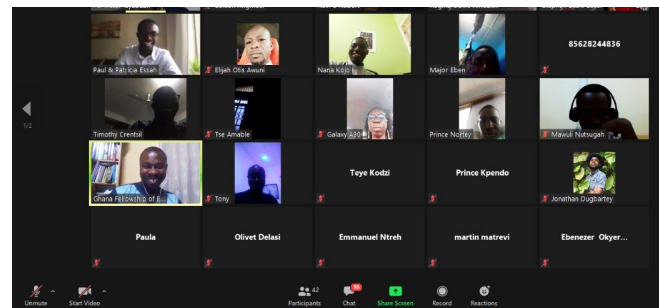 85628244836
Paul & Patricia Essah
Elijah Otis Awuni
Nana Kojo
Major Eben
Timothy Crentsil
Tse Amable
Galaxy A30
Prince Nortey
Mawuli Nutsugah
1/2
Ghana Fellowship of E...
Tony
Teye Kodzi
Prince Kpendo
Jonathan Dugbartey
Paula
Olivet Delasi
Emmanuel Ntreh
martin matrevi
Ebenezer Okyer...
42
Unmute
Start Video
Participants
Chat
Share Screen
Record
Reactions